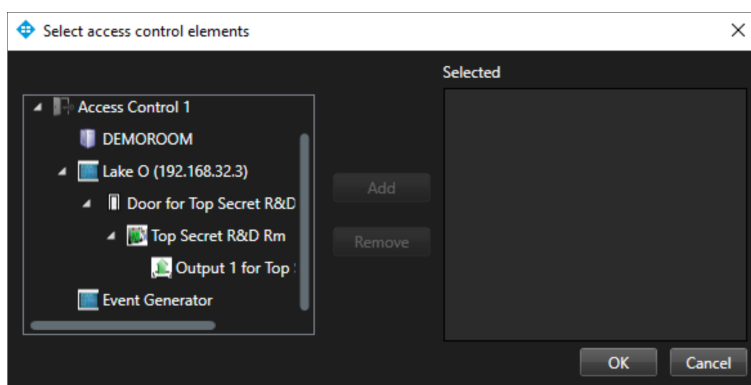 Select access control elements
Selected
Access Control 1
DEMOROOM
Lake O (192.168.32.3)
Door for Top Secret R&D
Top Secret R&D Rm
Output 1 for Top
Event Generator
Add
Remove
OK
Cancel